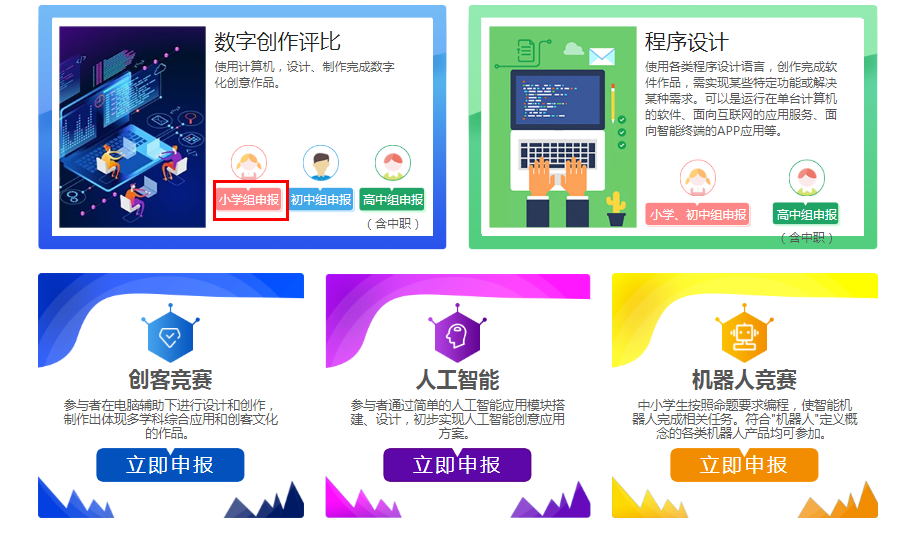 数字创作评比
使用计算机，设计、制作完成数字
化创意作品。
小学组申报
初中组申报
高中组申报
（含中职）
程序设计
使用各类程序设计语言，创作完成软
件作品，需实现某些特定功能或解决
某种需求。可以是运行在单台计算机
的软件、面向互联网的应用服务、面
向智能终端的APP应用等。
小学、初中组申报
高中组申报
（含中职）
创客竞赛
参与者在电脑辅助下进行设计和创作，
制作出体现多学科综合应用和创客文化
的作品。
立即申报
人工智能
参与者通过简单的人工智能应用模块搭
建、设计，初步实现人工智能创意应用
方案。
立即申报
机器人竞赛
中小学生按照命题要求编程，使智能机
器人完成相关任务。符合"机器人"定义概
念的各类机器人产品均可参加。
立即申报